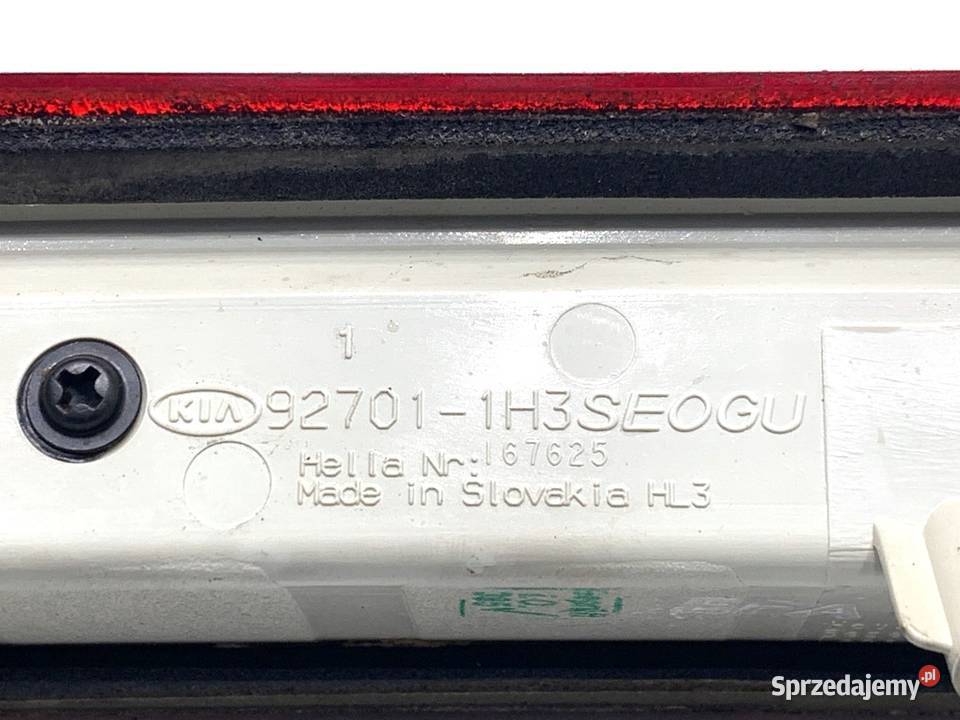 1
KIA 92701-1H3SEOGU
Hella Nr: 167625
Made in Slovakia HL3
Sprzedajemy.pl